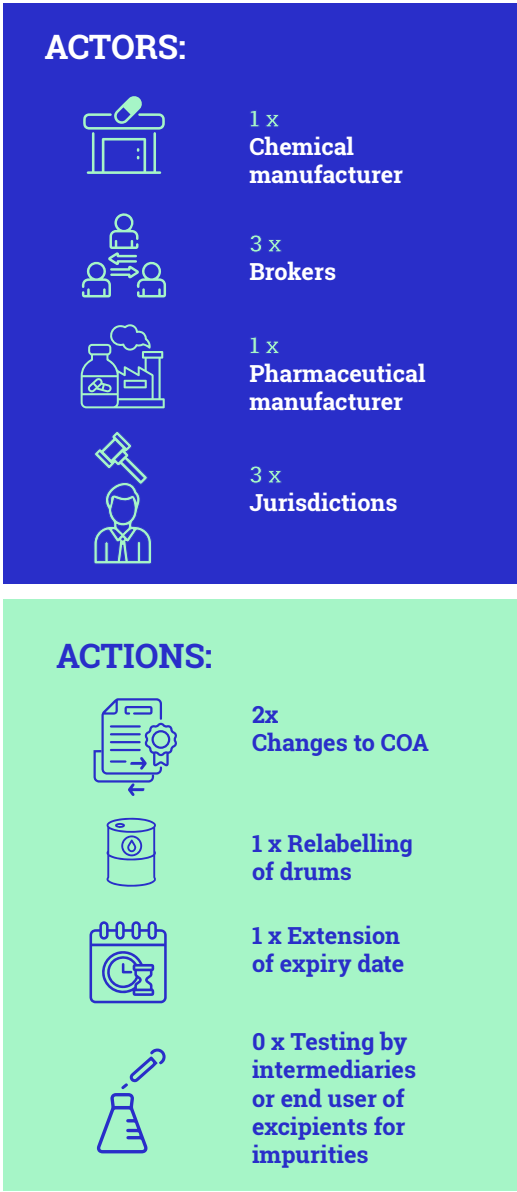 ACTORS:
1 x
Chemical
manufacturer
3 x
Brokers
1 x
Pharmaceutical
manufacturer
3 x
Jurisdictions
ACTIONS:
2x
Changes to COA
1 x Relabelling
of drums
1 x Extension
of expiry date
0 x Testing by
intermediaries
or end user of
excipients for
impurities